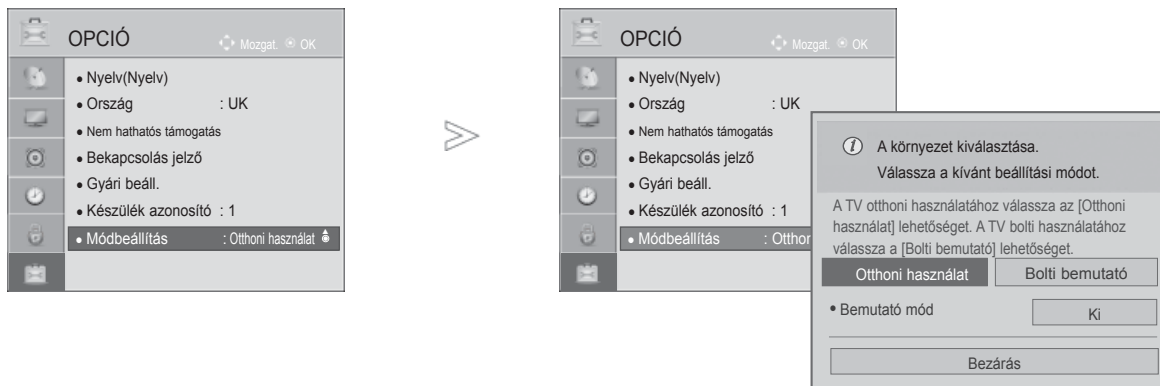 OPCIÓ
Mozgat. OK
• Nyelv(Nyelv)
• Ország : UK
• Nem hathatós támogatás
• Bekapcsolás jelző
• Gyári beáll.
• Készülék azonosító : 1
• Módbeállítás : Otthoni használat
OPCIÓ
Mozgat. OK
• Nyelv(Nyelv)
• Ország : UK
• Nem hathatós támogatás
• Bekapcsolás jelző
• Gyári beáll.
• Készülék azonosító : 1
• Módbeállítás : Otthon
A környezet kiválasztása.
Válassza a kívánt beállítási módot.
A TV otthoni használatához válassza az [Otthoni
használat] lehetőséget. A TV bolti használatához
válassza a [Bolti bemutató] lehetőséget.
Otthoni használat Bolti bemutató
• Bemutató mód Ki
Bezárás